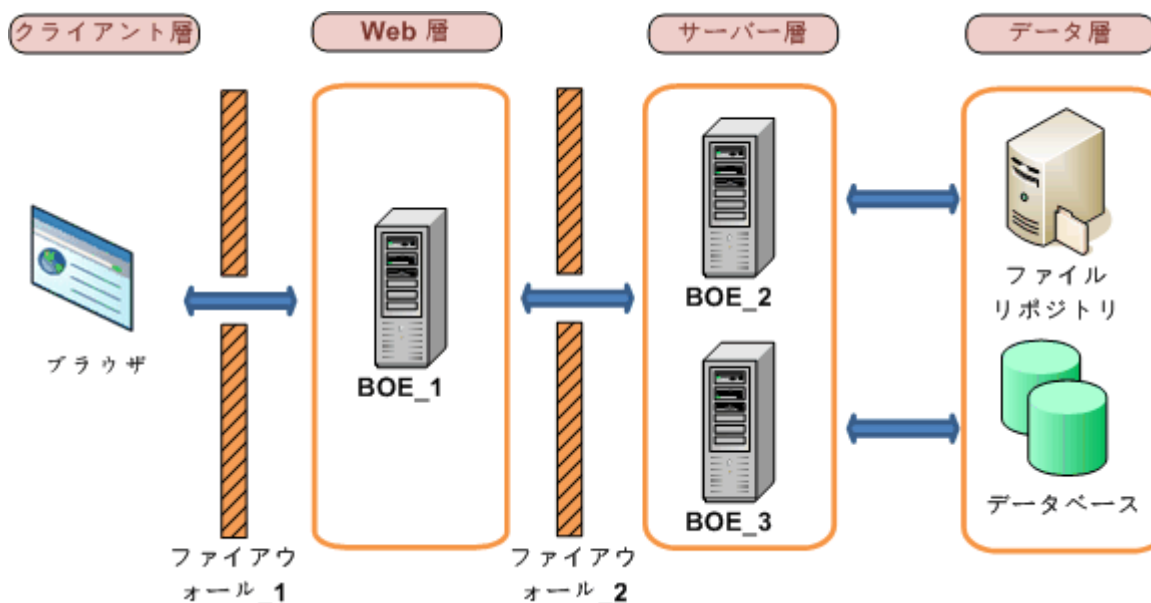 クライアント層
Web 層
サーバー層
データ層
ブラウザ
BOE_1
BOE_2
BOE_3
ファイル
リポジトリ
データベース
ファイアウ
ォール_1
ファイアウ
ォール_2